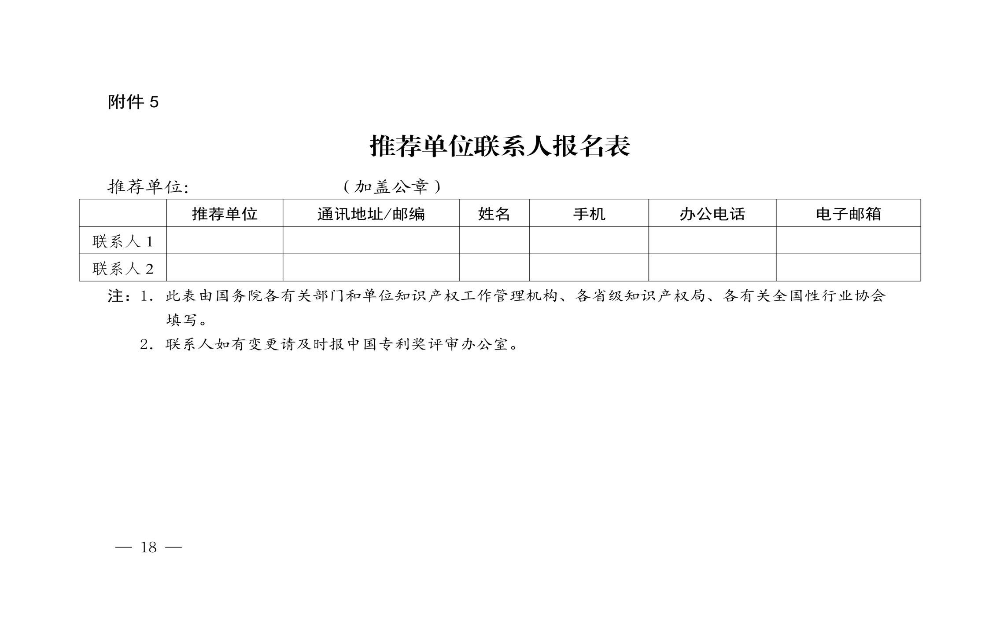 附件 5
推荐单位联系人报名表
推荐单位: （加盖公章）
推荐单位 通讯地址/邮编 姓名 手机 办公电话 电子邮箱
联系人 1
联系人 2
注：1. 此表由国务院各有关部门和单位知识产权工作管理机构、各省级知识产权局、各有关全国性行业协会
填写。
2. 联系人如有变更请及时报中国专利奖评审办公室。
— 18 —